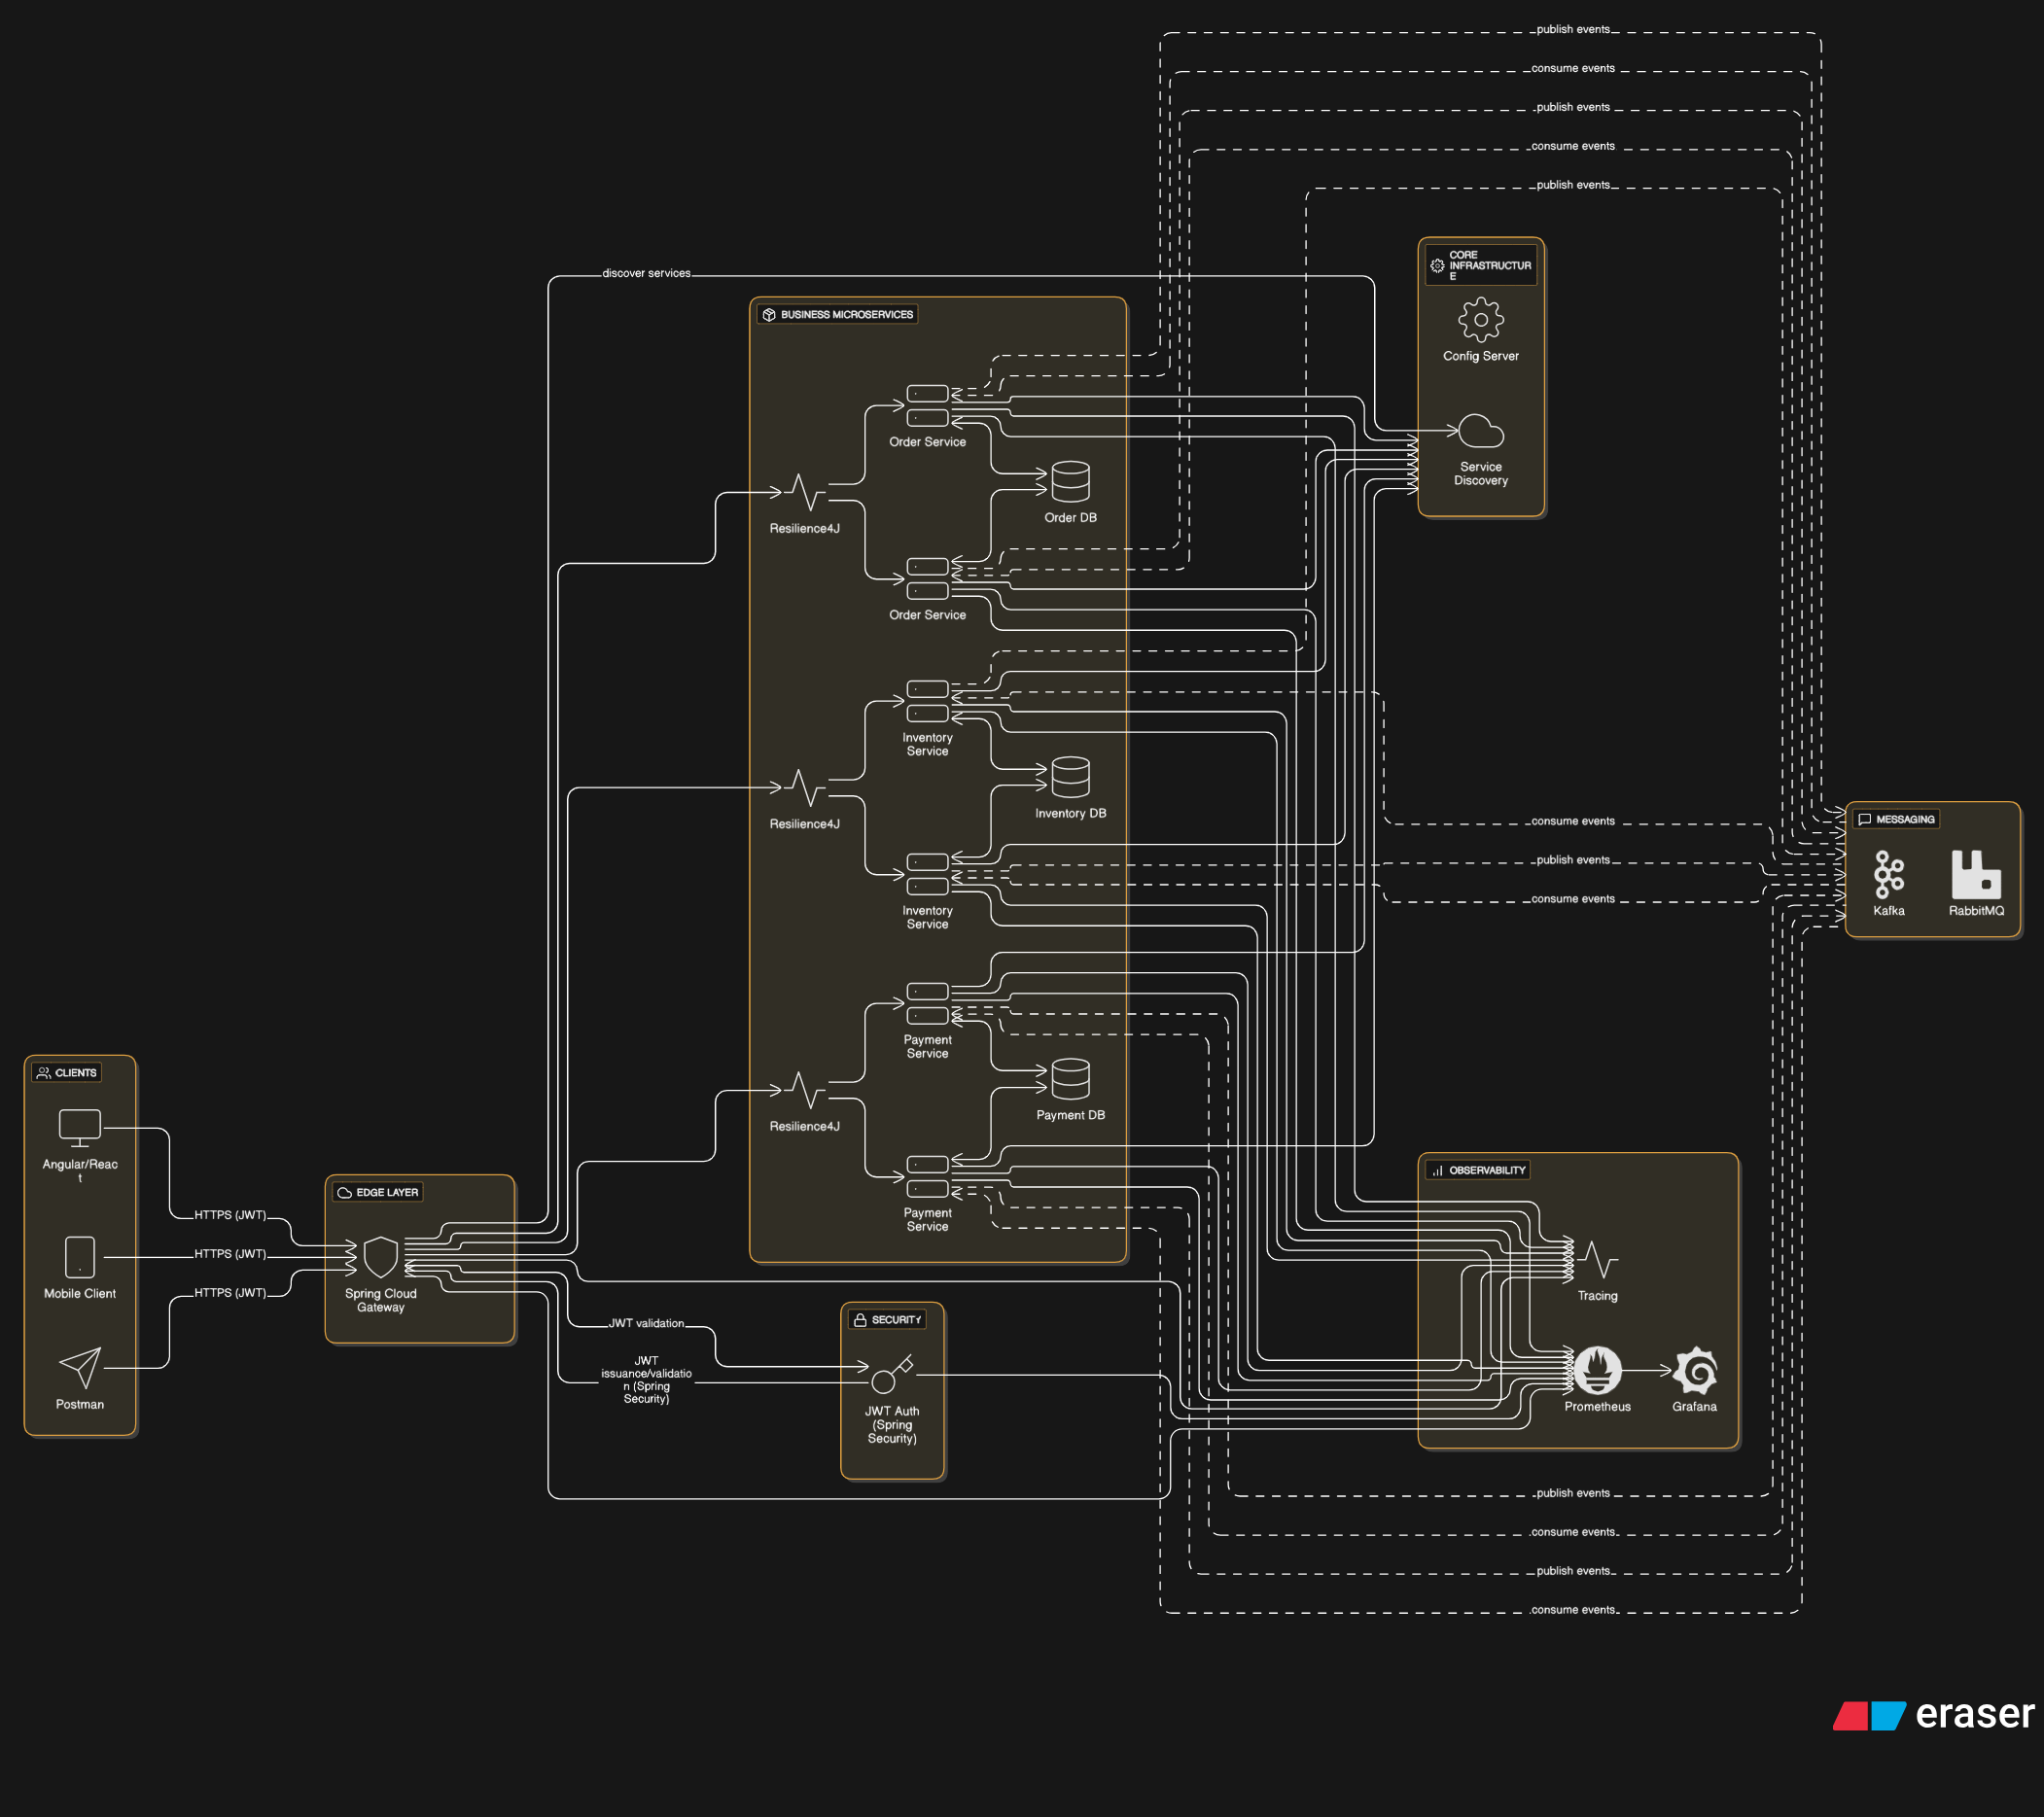 publish events
consume events
publish events
consume events
publish events
CORE
INFRASTRUCTUR
E
Config Server
Service
Discovery
discover services
BUSINESS MICROSERVICES
Order Service
Order DB
Resilience4J
Order Service
Inventory
Service
Inventory DB
Resilience4J
Inventory
Service
Payment
Service
Payment DB
Resilience4J
Payment
Service
consume events
publish events
consume events
MESSAGING
Kafka
RabbitMQ
CLIENTS
Angular/Reac
t
Mobile Client
Postman
HTTPS (JWT)
HTTPS (JWT)
HTTPS (JWT)
EDGE LAYER
Spring Cloud
Gateway
JWT validation
JWT
issuance/validatio
n (Spring
Security)
SECURITY
JWT Auth
(Spring
Security)
OBSERVABILITY
Tracing
Prometheus
Grafana
publish events
consume events
publish events
consume events
eraser